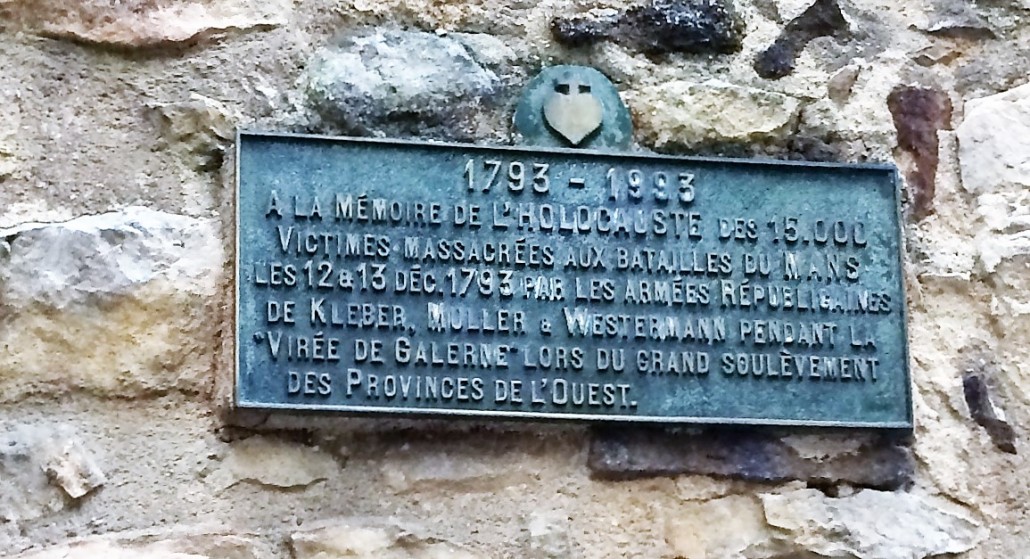 1793 - 1993
A LA MÉMOIRE DE L'HOLOCAUSTE DES 15.000
VICTIMES MASSACRÉES AUX BATAILLES DU MANS
LES 12 & 13 DÉC. 1793 PAR LES ARMÉES RÉPUBLICAINES
DE KLEBER, MULLER & WESTERMANN PENDANT LA
"VIRÉE DE GALERNE" LORS DU GRAND SOULÈVEMENT
DES PROVINCES DE L'OUEST.